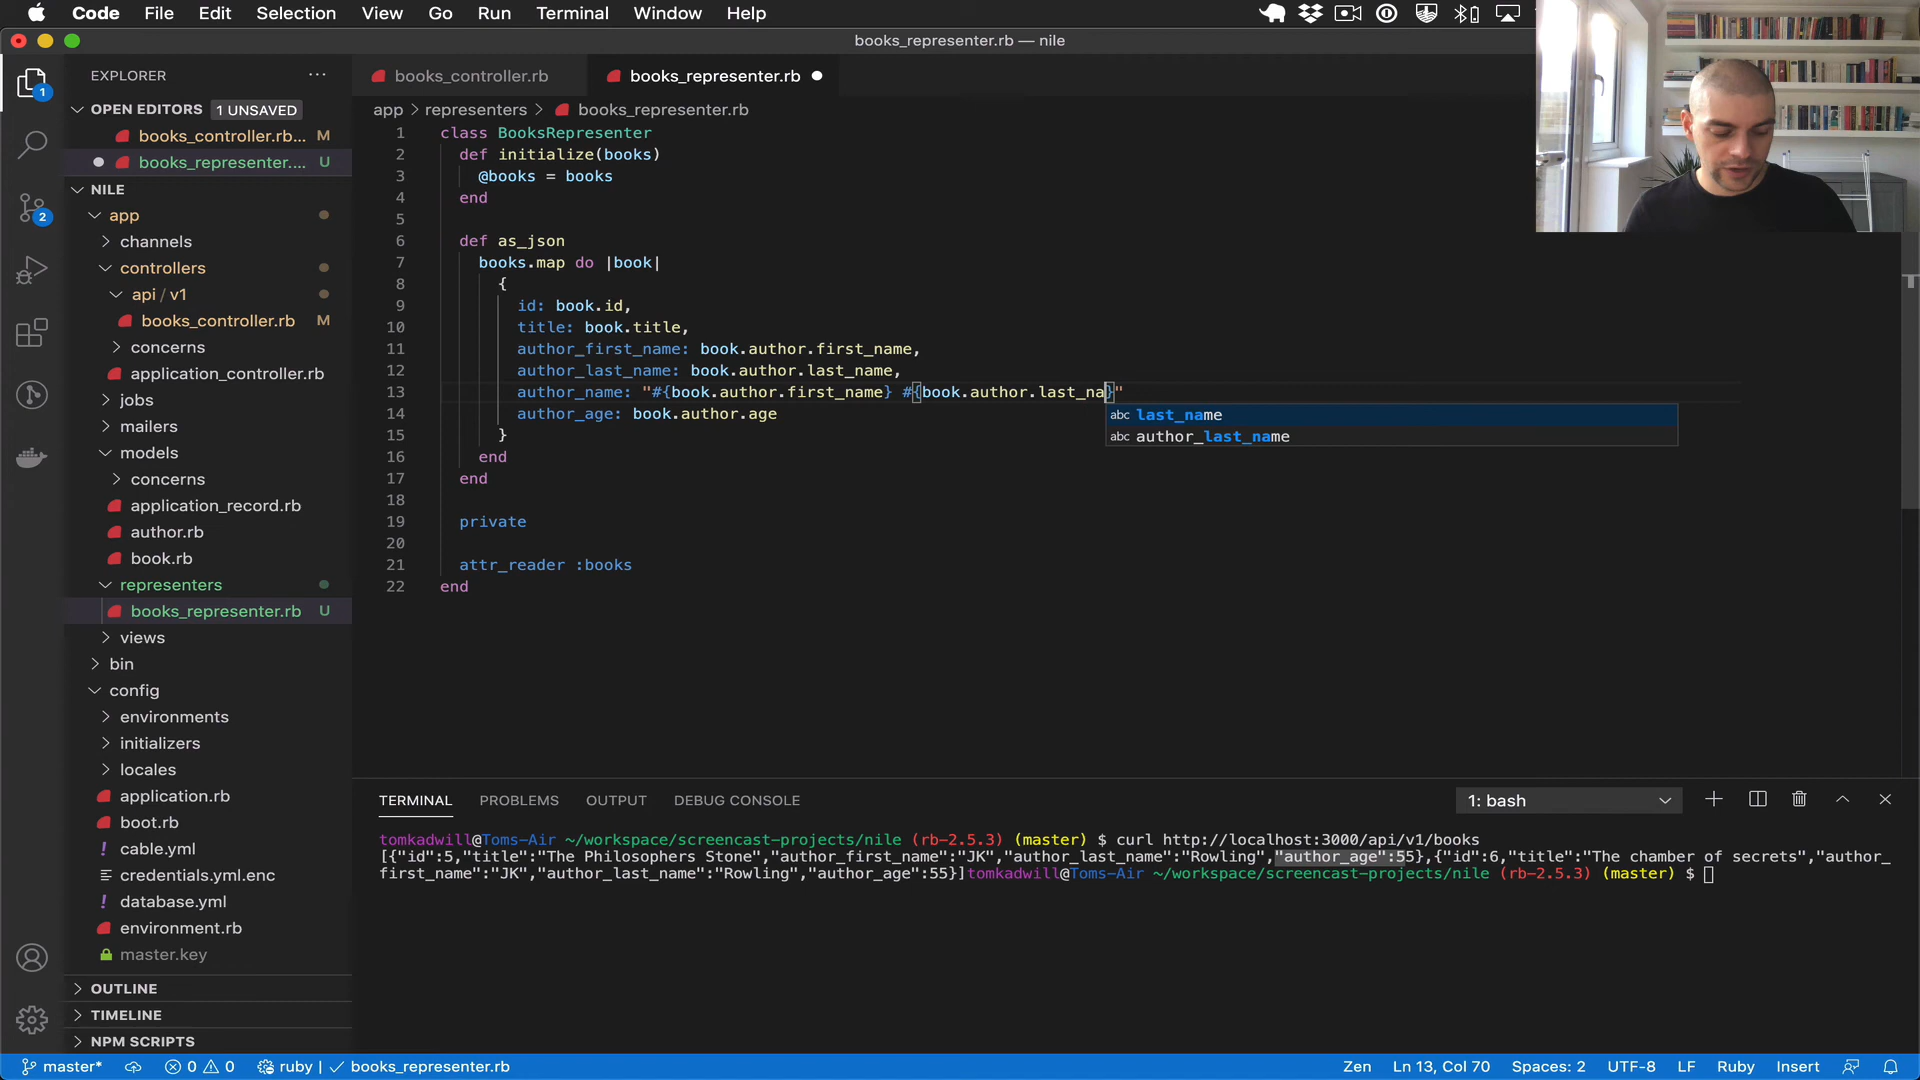 Code File Edit Selection View Go Run Terminal Window Help
books_representer.rb — nile
EXPLORER
OPEN EDITORS 1 UNSAVED
books_controller.rb... M
books_representer.... U
NILE
app
channels
controllers
api / v1
books_controller.rb M
concerns
application_controller.rb
jobs
mailers
models
concerns
application_record.rb
author.rb
book.rb
representers
books_representer.rb U
views
bin
config
environments
initializers
locales
application.rb
boot.rb
! cable.yml
credentials.yml.enc
! database.yml
environment.rb
master.key
OUTLINE
TIMELINE
NPM SCRIPTS
1
2
books_controller.rb books_representer.rb
app > representers > books_representer.rb
1 class BooksRepresenter
2 def initialize(books)
3 @books = books
4 end
5
6 def as_json
7 books.map do |book|
8 {
9 id: book.id,
10 title: book.title,
11 author_first_name: book.author.first_name,
12 author_last_name: book.author.last_name,
13 author_name: "#{book.author.first_name} #{book.author.last_na}"
14 author_age: book.author.age
15 }
16 end
17 end
18
19 private
20
21 attr_reader :books
22 end
abc last_name
abc author_last_name
TERMINAL PROBLEMS OUTPUT DEBUG CONSOLE 1: bash
tomkadwill@Toms-Air ~/workspace/screencast-projects/nile (rb-2.5.3) (master) $ curl http://localhost:3000/api/v1/books
[{"id":5,"title":"The Philosophers Stone","author_first_name":"JK","author_last_name":"Rowling","author_age":55},{"id":6,"title":"The chamber of secrets","author_
first_name":"JK","author_last_name":"Rowling","author_age":55}]tomkadwill@Toms-Air ~/workspace/screencast-projects/nile (rb-2.5.3) (master) $
master* 0 0 ruby | books_representer.rb Zen Ln 13, Col 70 Spaces: 2 UTF-8 LF Ruby Insert